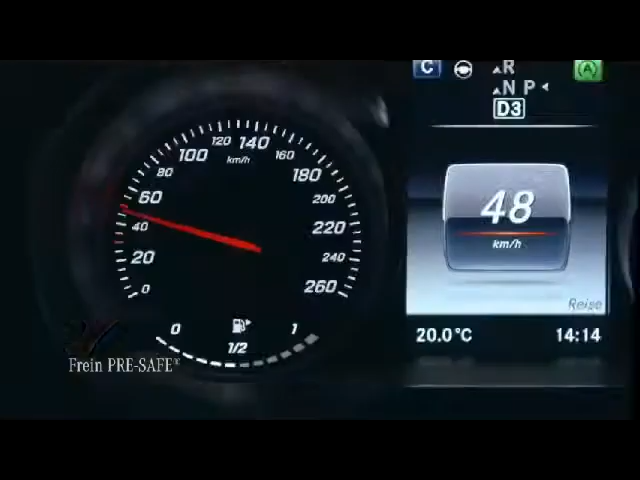 C R
N P
D3
120 140
100 160
km/h
80 180
60 200
40 220
20 240
0 260
0 1
1/2
48
km/h
Reise
20.0°C 14:14
Frein PRE-SAFE®